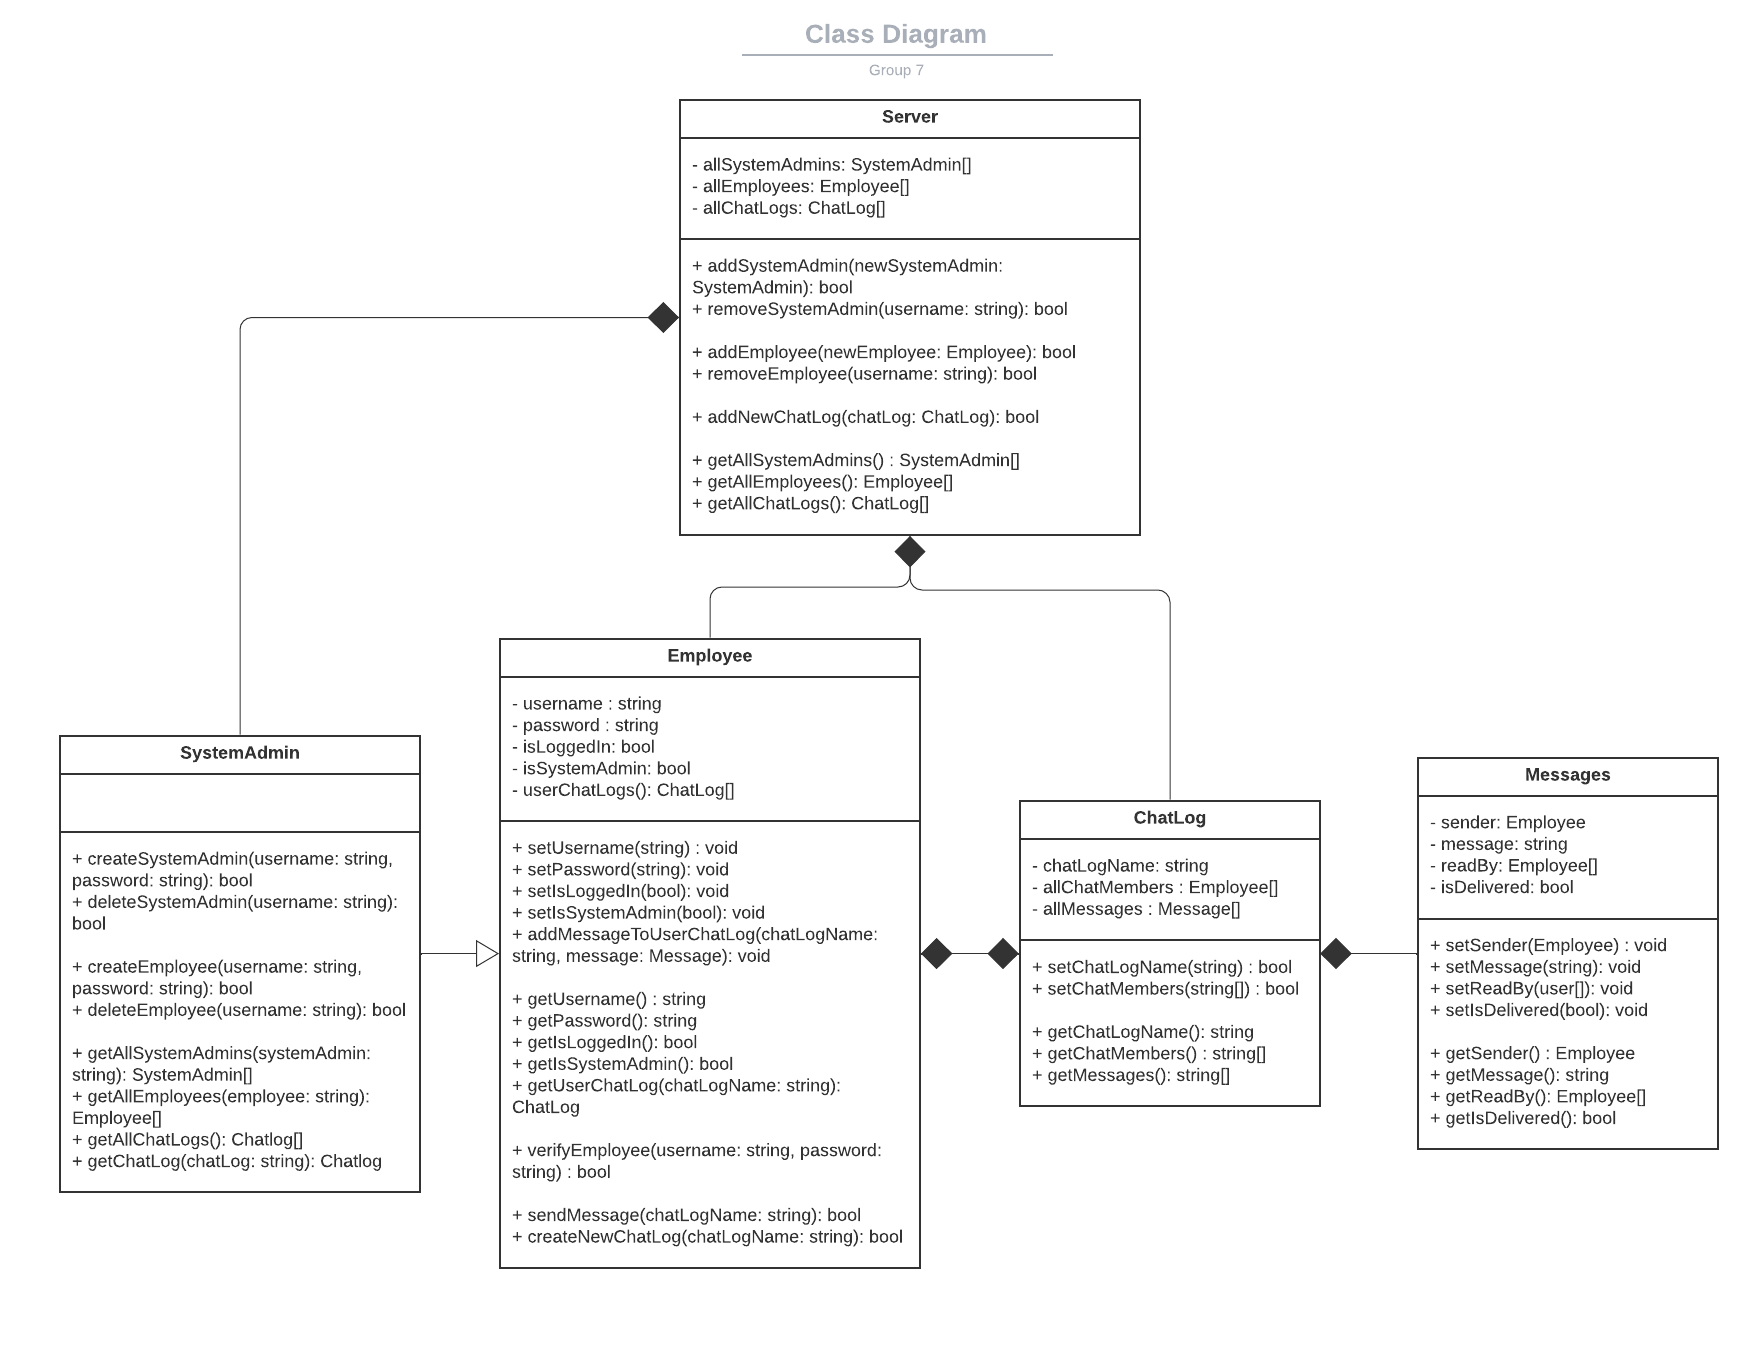 Class Diagram
Group 7
Server
- allSystemAdmins: SystemAdmin[]
- allEmployees: Employee[]
- allChatLogs: ChatLog[]
+ addSystemAdmin(newSystemAdmin:
SystemAdmin): bool
+ removeSystemAdmin(username: string): bool
+ addEmployee(newEmployee: Employee): bool
+ removeEmployee(username: string): bool
+ addNewChatLog(chatLog: ChatLog): bool
+ getAllSystemAdmins() : SystemAdmin[]
+ getAllEmployees(): Employee[]
+ getAllChatLogs(): ChatLog[]
SystemAdmin
+ createSystemAdmin(username: string,
password: string): bool
+ deleteSystemAdmin(username: string):
bool
+ createEmployee(username: string,
password: string): bool
+ deleteEmployee(username: string): bool
+ getAllSystemAdmins(systemAdmin:
string): SystemAdmin[]
+ getAllEmployees(employee: string):
Employee[]
+ getAllChatLogs(): Chatlog[]
+ getChatLog(chatLog: string): Chatlog
Employee
- username : string
- password : string
- isLoggedIn: bool
- isSystemAdmin: bool
- userChatLogs(): ChatLog[]
+ setUsername(string) : void
+ setPassword(string): void
+ setIsLoggedIn(bool): void
+ setIsSystemAdmin(bool): void
+ addMessageToUserChatLog(chatLogName:
string, message: Message): void
+ getUsername() : string
+ getPassword(): string
+ getIsLoggedIn(): bool
+ getIsSystemAdmin(): bool
+ getUserChatLog(chatLogName: string):
ChatLog
+ verifyEmployee(username: string, password:
string) : bool
+ sendMessage(chatLogName: string): bool
+ createNewChatLog(chatLogName: string): bool
ChatLog
- chatLogName: string
- allChatMembers : Employee[]
- allMessages : Message[]
+ setChatLogName(string) : bool
+ setChatMembers(string[]) : bool
+ getChatLogName(): string
+ getChatMembers() : string[]
+ getMessages(): string[]
Messages
- sender: Employee
- message: string
- readBy: Employee[]
- isDelivered: bool
+ setSender(Employee) : void
+ setMessage(string): void
+ setReadBy(user[]): void
+ setIsDelivered(bool): void
+ getSender() : Employee
+ getMessage(): string
+ getReadBy(): Employee[]
+ getIsDelivered(): bool